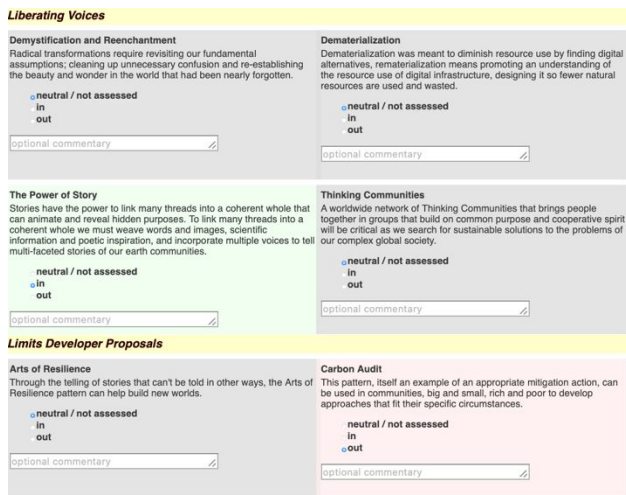 Liberating Voices
Demystification and Reenchantment
Radical transformations require revisiting our fundamental
assumptions; cleaning up unnecessary confusion and re-establishing
the beauty and wonder in the world that had been nearly forgotten.
neutral / not assessed
in
out
optional commentary
Dematerialization
Dematerialization was meant to diminish resource use by finding digital
alternatives, rematerialization means promoting an understanding of
the resource use of digital infrastructure, designing it so fewer natural
resources are used and wasted.
neutral / not assessed
in
out
optional commentary
The Power of Story
Stories have the power to link many threads into a coherent whole that
can animate and reveal hidden purposes. To link many threads into a
coherent whole we must weave words and images, scientific
information and poetic inspiration, and incorporate multiple voices to tell
multi-faceted stories of our earth communities.
neutral / not assessed
in
out
optional commentary
Thinking Communities
A worldwide network of Thinking Communities that brings people
together in groups that build on common purpose and cooperative spirit
will be critical as we search for sustainable solutions to the problems of
our complex global society.
neutral / not assessed
in
out
optional commentary
Limits Developer Proposals
Arts of Resilience
Through the telling of stories that can't be told in other ways, the Arts of
Resilience pattern can help build new worlds.
neutral / not assessed
in
out
optional commentary
Carbon Audit
This pattern, itself an example of an appropriate mitigation action, can
be used in communities, big and small, rich and poor to develop
approaches that fit their specific circumstances.
neutral / not assessed
in
out
optional commentary